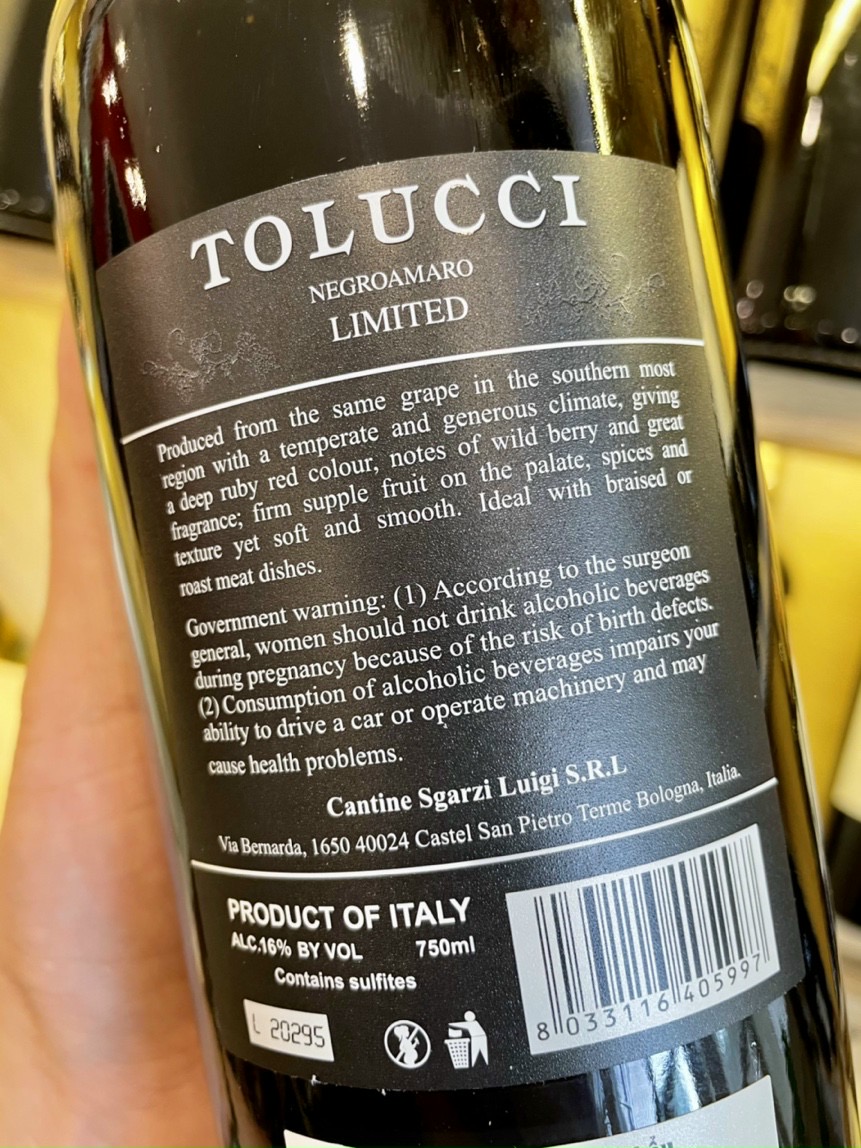 TOLUCCI
NEGROAMARO
LIMITED
Produced from the same grape in the southern most
region with a temperate and generous climate, giving
a deep ruby red colour, notes of wild berry and great
fragrance; firm supple fruit on the palate, spices and
texture yet soft and smooth. Ideal with braised or
roast meat dishes.
Government warning: (1) According to the surgeon
general, women should not drink alcoholic beverages
during pregnancy because of the risk of birth defects.
(2) Consumption of alcoholic beverages impairs your
ability to drive a car or operate machinery and may
cause health problems.
Cantine Sgarzi Luigi S.R.L
Via Bernarda, 1650 40024 Castel San Pietro Terme Bologna, Italia.
PRODUCT OF ITALY
ALC.16% BY VOL 750ml
Contains sulfites
L 20295
8 033116 405997